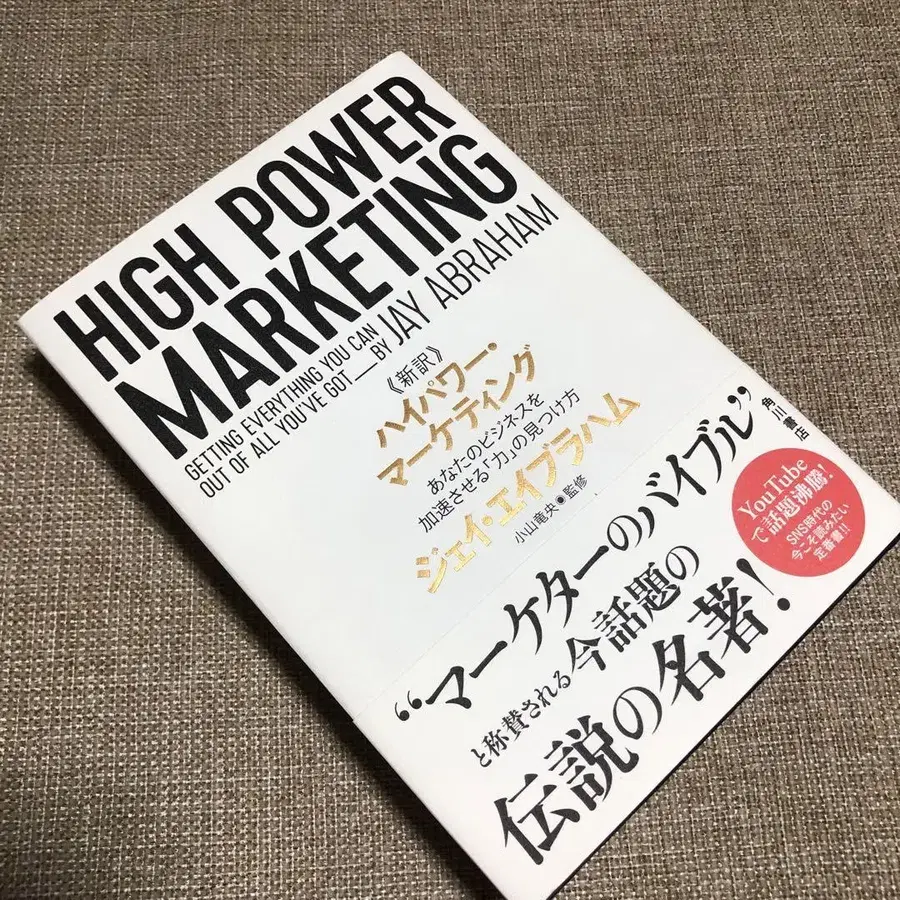 HIGH POWER
MARKETING
GETTING EVERYTHING YOU CAN
OUT OF ALL YOU'VE GOT__BY JAY ABRAHAM
《新訳》
ハイパワー・
マーケティング
あなたのビジネスを
加速させる「力」の見つけ方
ジェイ・エイブラハム
小山竜央●監修
角川書店
“マーケターのバイブル”
と称賛される今話題の
伝説の名著!
YouTube
で話題沸騰!
SNS時代の
今こそ読みたい
定番書!!